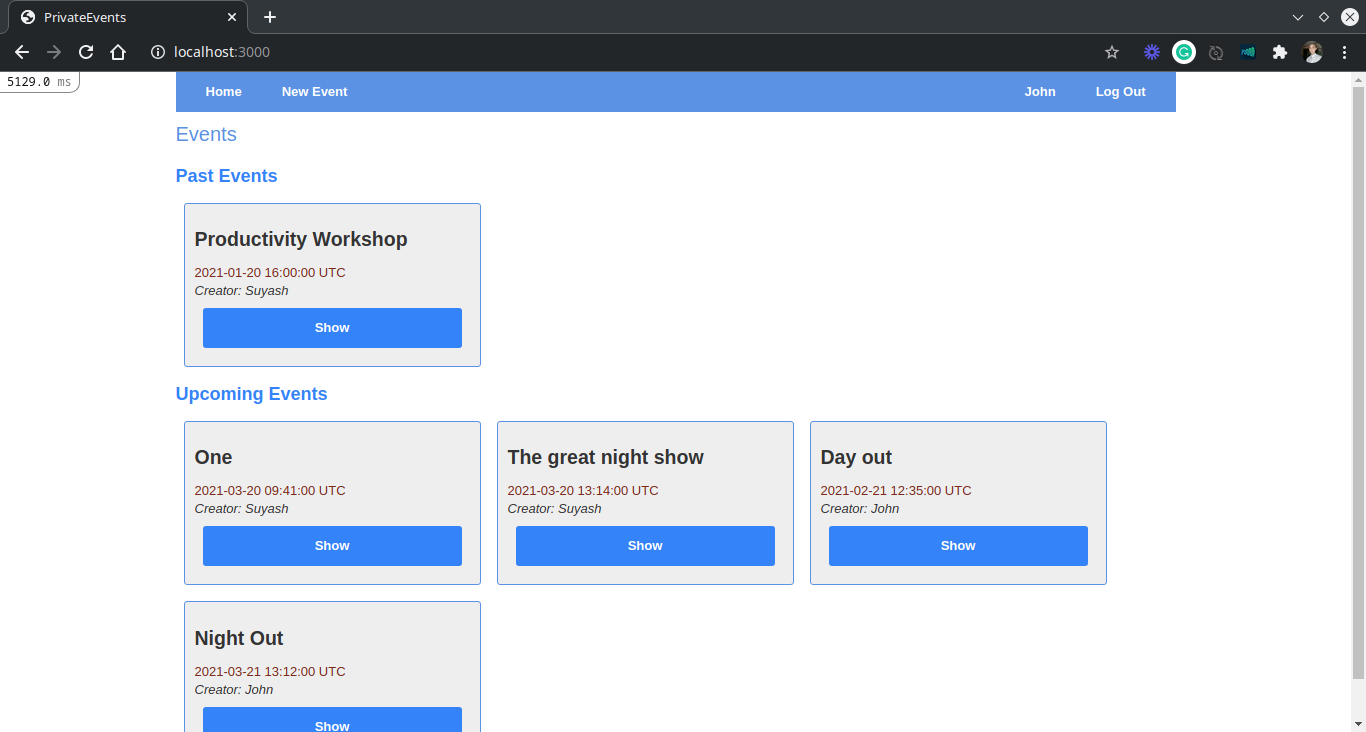 PrivateEvents
localhost:3000
5129.0 ms
Home New Event John Log Out
Events
Past Events
Productivity Workshop
2021-01-20 16:00:00 UTC
Creator: Suyash
Show
Upcoming Events
One
2021-03-20 09:41:00 UTC
Creator: Suyash
Show
The great night show
2021-03-20 13:14:00 UTC
Creator: Suyash
Show
Day out
2021-02-21 12:35:00 UTC
Creator: John
Show
Night Out
2021-03-21 13:12:00 UTC
Creator: John
Show